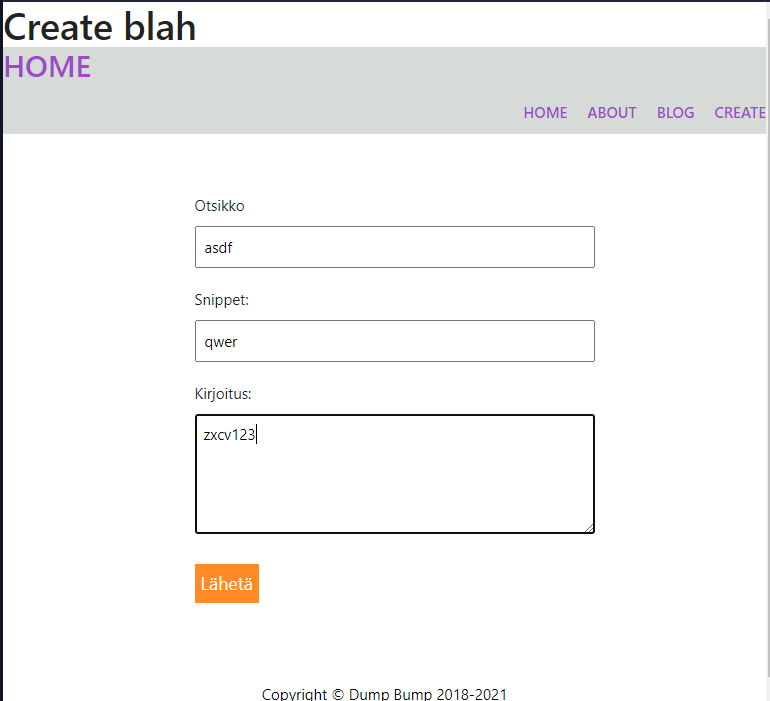 Create blah
HOME
HOME ABOUT BLOG CREATE
Otsikko
asdf
Snippet:
qwer
Kirjoitus:
zxcv123
Lähetä
Copyright © Dump Bump 2018-2021